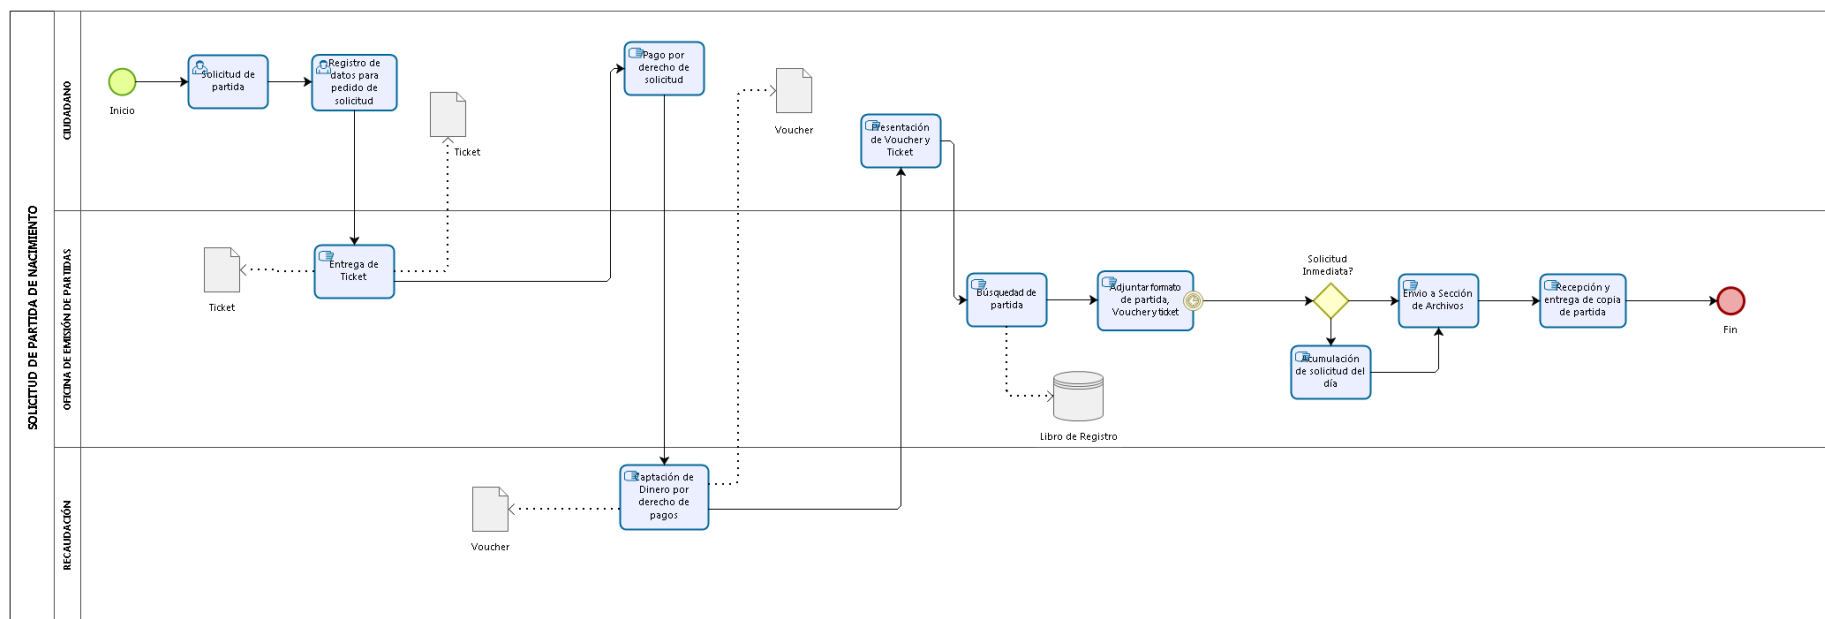 SOLICITUD DE PARTIDA DE NACIMIENTO
CIUDADANO
Inicio
Solicitud de
partida
Registro de
datos para
pedido de
solicitud
Ticket
Pago por
derecho de
solicitud
Voucher
Presentación
de Voucher y
Ticket
OFICINA DE EMISIÓN DE PARTIDAS
Ticket
Entrega de
Ticket
Búsquedad de
partida
Libro de Registro
Adjuntar formato
de partida,
Voucher y ticket
Solicitud
Inmediata?
Acumulación
de solicitud del
día
Envio a Sección
de Archivos
Recepción y
entrega de copia
de partida
Fin
RECAUDACIÓN
Voucher
Captación de
Dinero por
derecho de
pagos